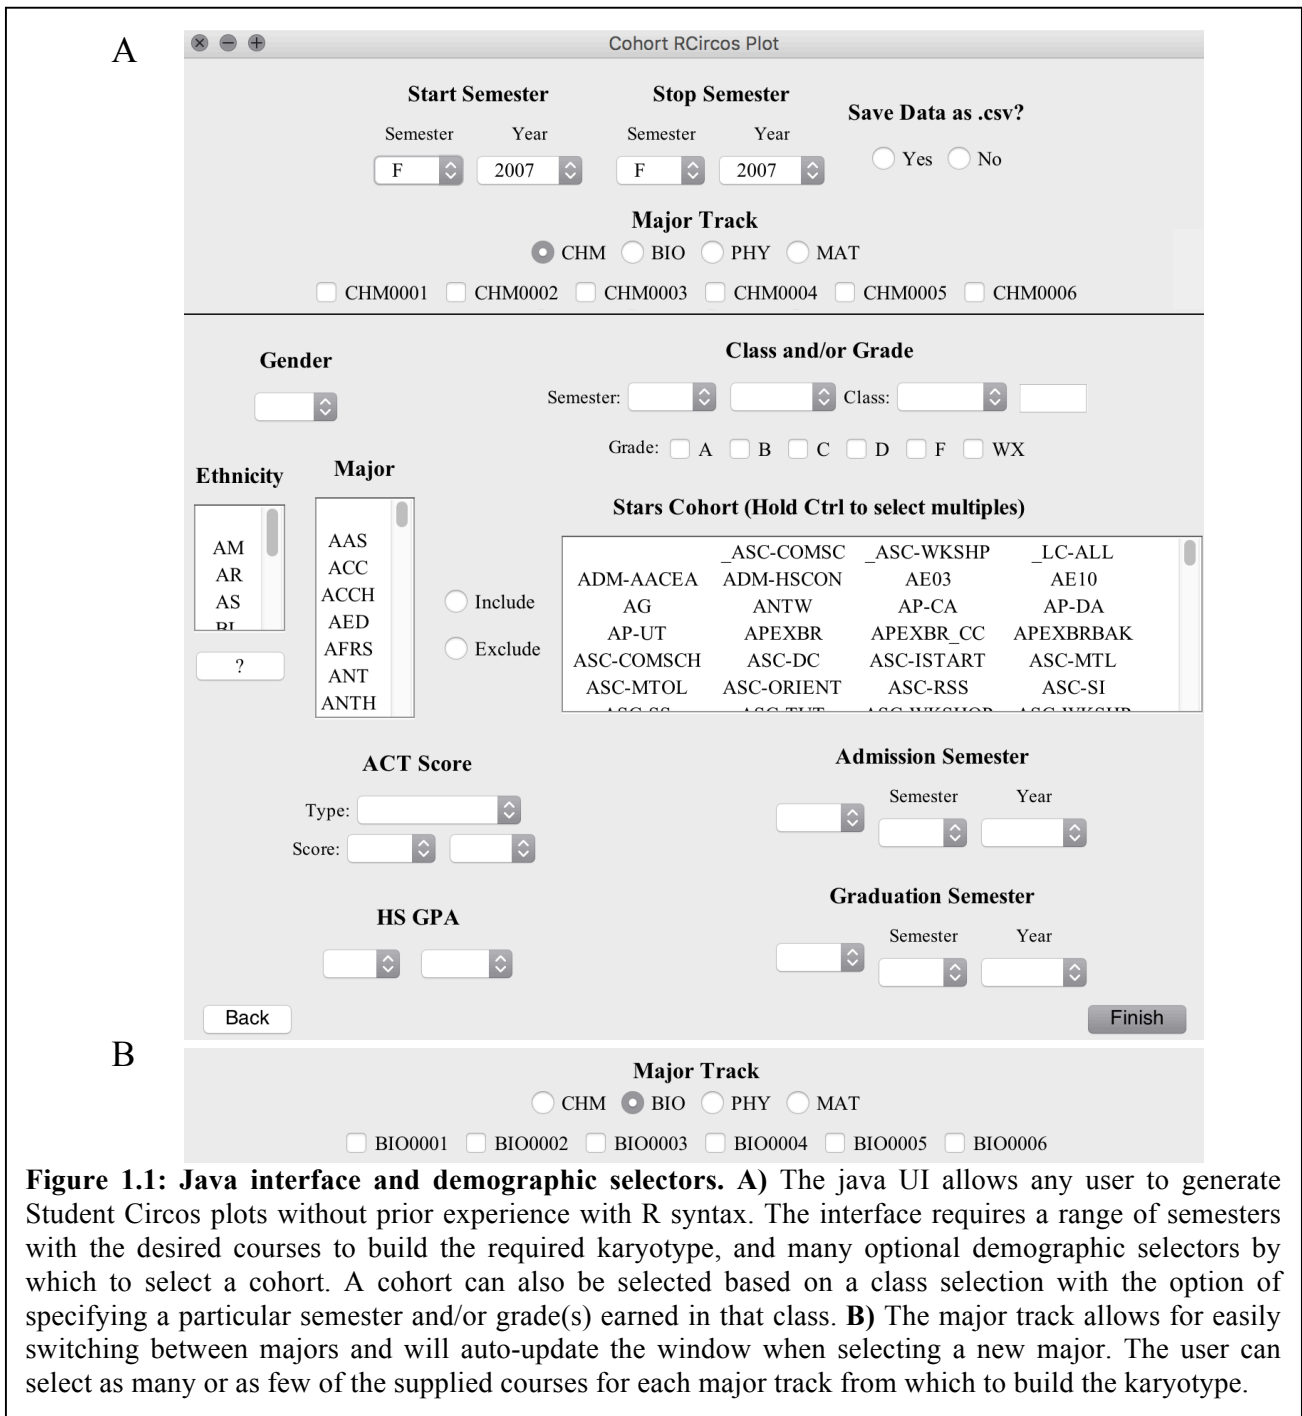 A
Cohort RCircos Plot
Start Semester Stop Semester
Save Data as .csv?
Semester Year Semester Year
F 2007 F 2007
Yes No
Major Track
CHM BIO PHY MAT
CHM0001 CHM0002 CHM0003 CHM0004 CHM0005 CHM0006
Gender
Class and/or Grade
Semester: Class:
Grade: A B C D F WX
Ethnicity
AM
AR
AS
BL
?
Major
AAS
ACC
ACCH
AED
AFRS
ANT
ANTH
Include
Exclude
Stars Cohort (Hold Ctrl to select multiples)
_ASC-COMSC _ASC-WKSHP _LC-ALL
ADM-AACEA ADM-HSCON AE03 AE10
AG ANTW AP-CA AP-DA
AP-UT APEXBR APEXBR_CC APEXBRBAK
ASC-COMSCH ASC-DC ASC-ISTART ASC-MTL
ASC-MTOL ASC-ORIENT ASC-RSS ASC-SI
ASC-SS ASC-TUT ASC-WKSHOP ASC-WKSHP
ACT Score
Type:
Score:
HS GPA
Admission Semester
Semester Year
Graduation Semester
Semester Year
Back Finish
B
Major Track
CHM BIO PHY MAT
BIO0001 BIO0002 BIO0003 BIO0004 BIO0005 BIO0006
Figure 1.1: Java interface and demographic selectors. A) The java UI allows any user to generate
Student Circos plots without prior experience with R syntax. The interface requires a range of semesters
with the desired courses to build the required karyotype, and many optional demographic selectors by
which to select a cohort. A cohort can also be selected based on a class selection with the option of
specifying a particular semester and/or grade(s) earned in that class. B) The major track allows for easily
switching between majors and will auto-update the window when selecting a new major. The user can
select as many or as few of the supplied courses for each major track from which to build the karyotype.